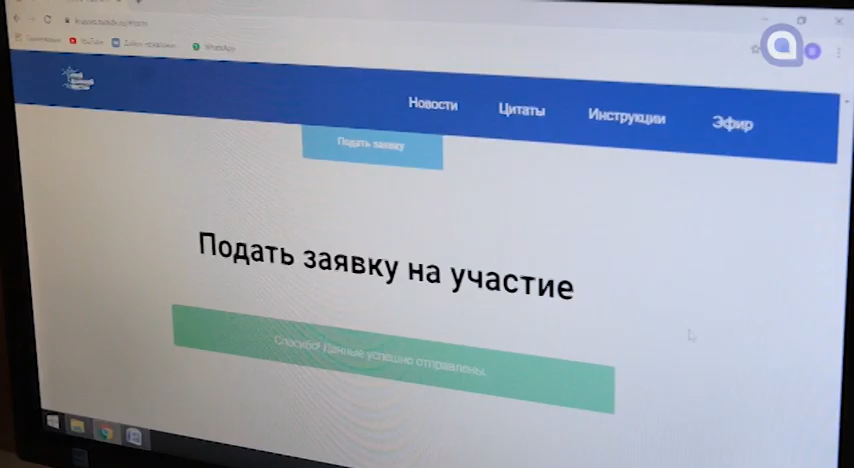 YouTube
WhatsApp
Новости Цитаты Инструкции Эфир
Подать заявку
Подать заявку на участие
Спасибо! Данные успешно отправлены.